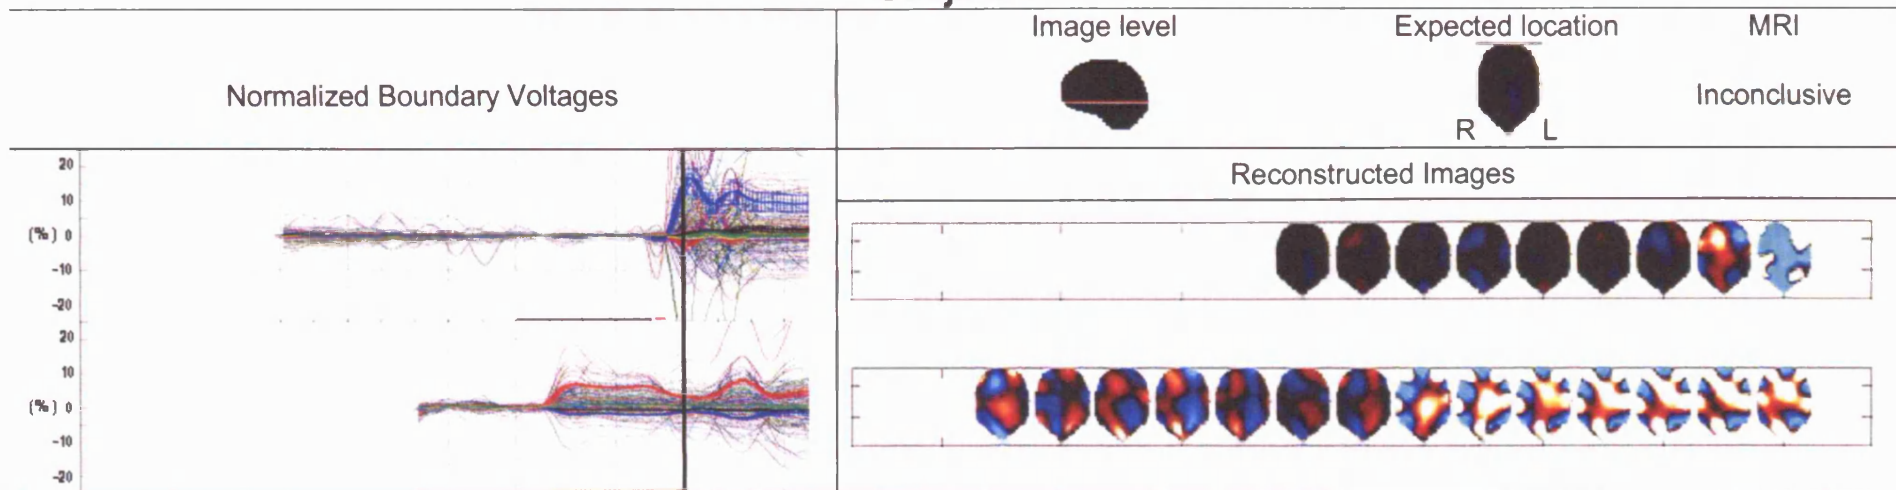 Image level
Expected location
MRI
Normalized Boundary Voltages
Inconclusive
R L
Reconstructed Images
20
10
(‰) 0
-10
-20
20
10
(‰) 0
-10
-20